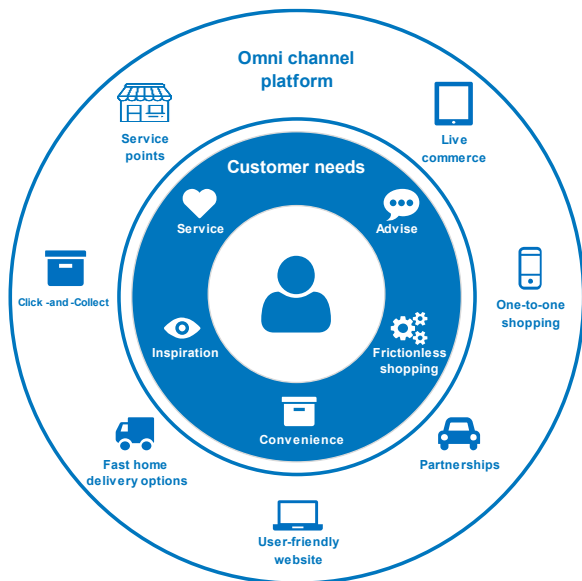 Omni channel
platform
Service
points
Live
commerce
Customer needs
Service
Advise
Click -and -Collect
One-to-one
shopping
Inspiration
Frictionless
shopping
Convenience
Fast home
delivery options
Partnerships
User-friendly
website